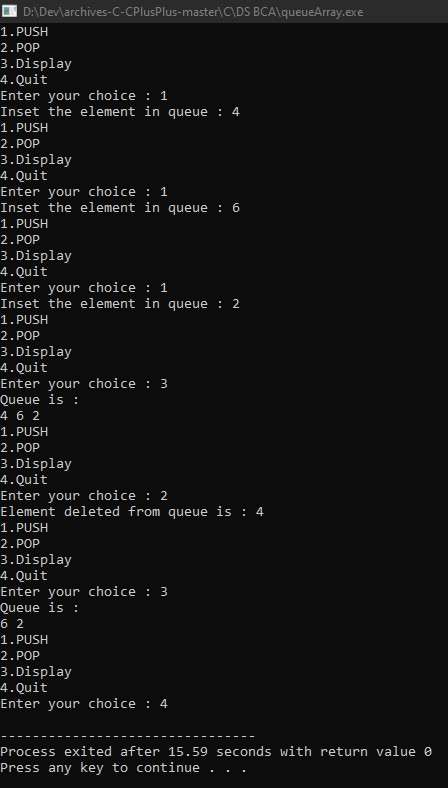 D:\Dev\archives-C-CPlusPlus-master\C\DS BCA\queueArray.exe
1.PUSH
2.POP
3.Display
4.Quit
Enter your choice : 1
Inset the element in queue : 4
1.PUSH
2.POP
3.Display
4.Quit
Enter your choice : 1
Inset the element in queue : 6
1.PUSH
2.POP
3.Display
4.Quit
Enter your choice : 1
Inset the element in queue : 2
1.PUSH
2.POP
3.Display
4.Quit
Enter your choice : 3
Queue is :
4 6 2
1.PUSH
2.POP
3.Display
4.Quit
Enter your choice : 2
Element deleted from queue is : 4
1.PUSH
2.POP
3.Display
4.Quit
Enter your choice : 3
Queue is :
6 2
1.PUSH
2.POP
3.Display
4.Quit
Enter your choice : 4

--------------------------------
Process exited after 15.59 seconds with return value 0
Press any key to continue . . .